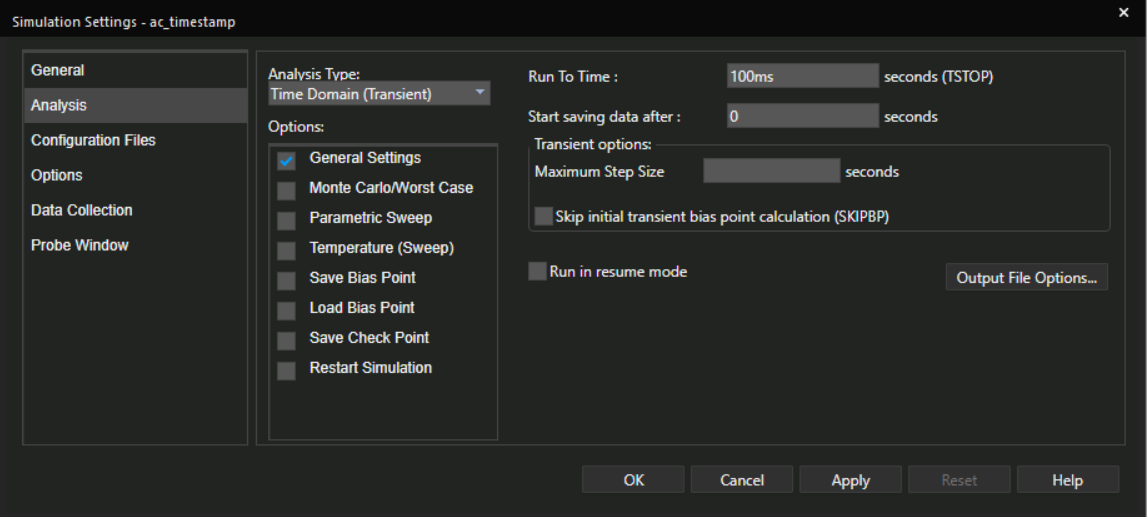 Simulation Settings - ac_timestamp
×
General
Analysis
Configuration Files
Options
Data Collection
Probe Window
Analysis Type:
Time Domain (Transient)
Options:
General Settings
Monte Carlo/Worst Case
Parametric Sweep
Temperature (Sweep)
Save Bias Point
Load Bias Point
Save Check Point
Restart Simulation
Run To Time : 100ms seconds (TSTOP)
Start saving data after : 0 seconds
Transient options:
Maximum Step Size seconds
Skip initial transient bias point calculation (SKIPBP)
Run in resume mode
Output File Options...
OK Cancel Apply Reset Help